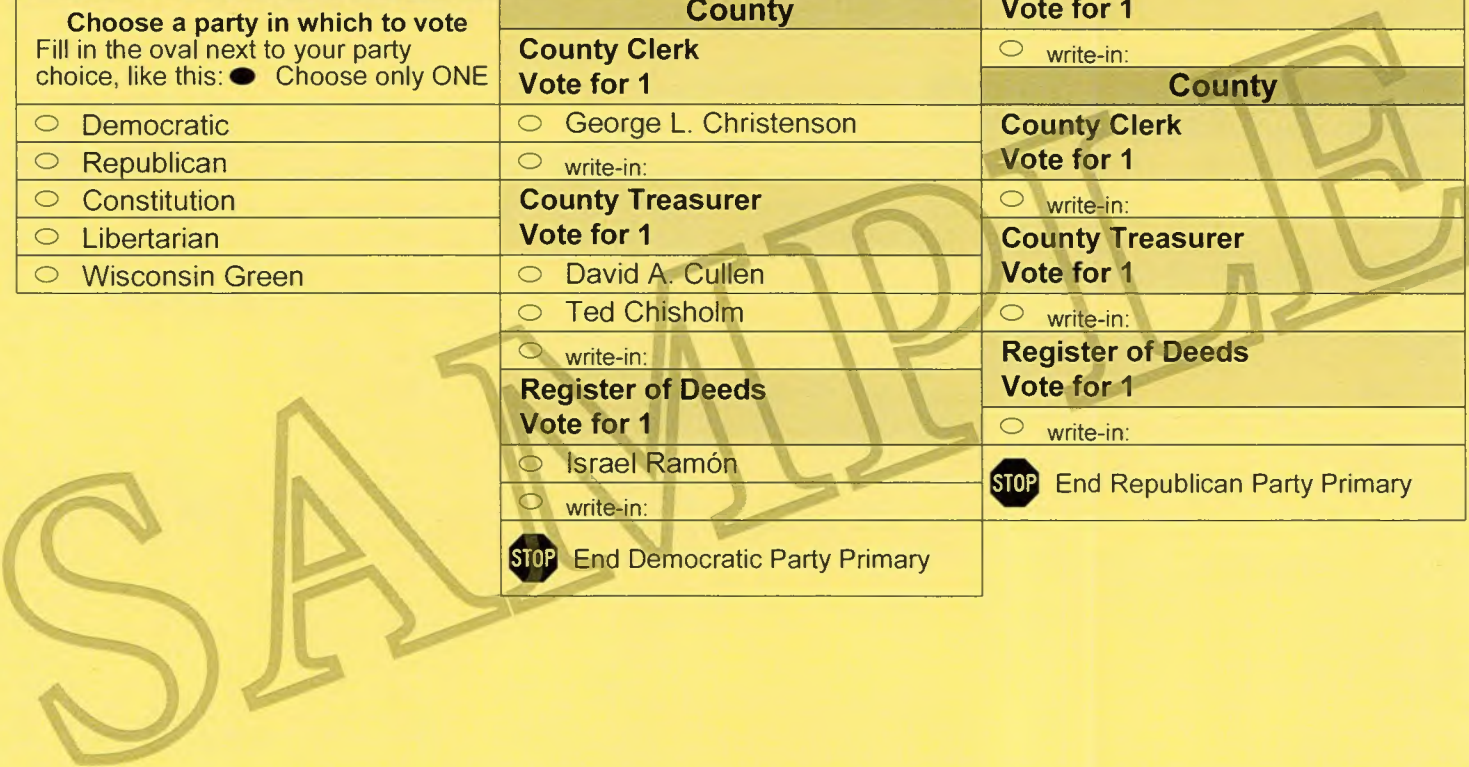 Choose a party in which to vote
Fill in the oval next to your party
choice, like this: Choose only ONE
Democratic
Republican
Constitution
Libertarian
Wisconsin Green
County
County Clerk
Vote for 1
George L. Christenson
write-in:
County Treasurer
Vote for 1
David A. Cullen
Ted Chisholm
write-in:
Register of Deeds
Vote for 1
Israel Ramón
write-in:
STOP End Democratic Party Primary
Vote for 1
write-in:
County
County Clerk
Vote for 1
write-in:
County Treasurer
Vote for 1
write-in:
Register of Deeds
Vote for 1
write-in:
STOP End Republican Party Primary
SAMPLE